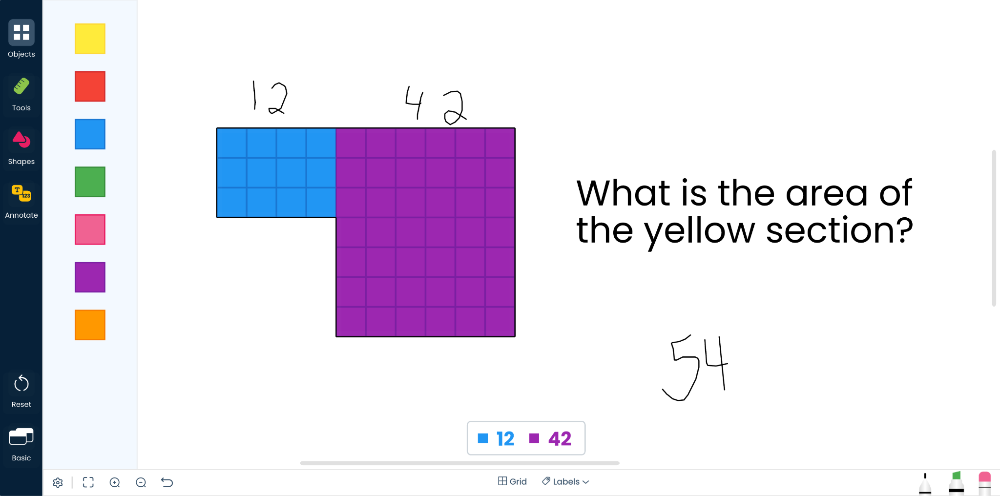 Objects
Tools
Shapes
T
123
Annotate
Reset
Basic
12 42
What is the area of
the yellow section?
54
12 42
Grid Labels